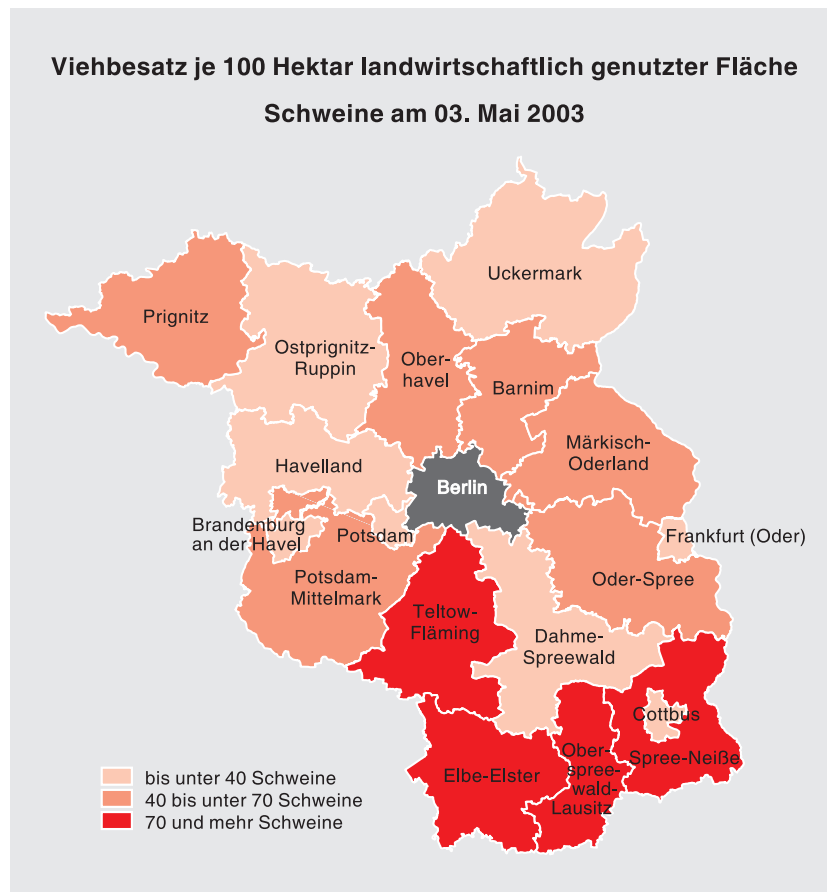 Viehbesatz je 100 Hektar landwirtschaftlich genutzter Fläche
Schweine am 03. Mai 2003
Uckermark
Prignitz
Ostprignitz-
Ruppin
Ober-
havel
Barnim
Märkisch-
Oderland
Havelland
Berlin
Brandenburg
an der Havel
Potsdam
Frankfurt (Oder)
Potsdam-
Mittelmark
Oder-Spree
Teltow-
Fläming
Dahme-
Spreewald
Cottbus
Spree-Neiße
Elbe-Elster
Ober-
spree-
wald-
Lausitz
bis unter 40 Schweine
40 bis unter 70 Schweine
70 und mehr Schweine